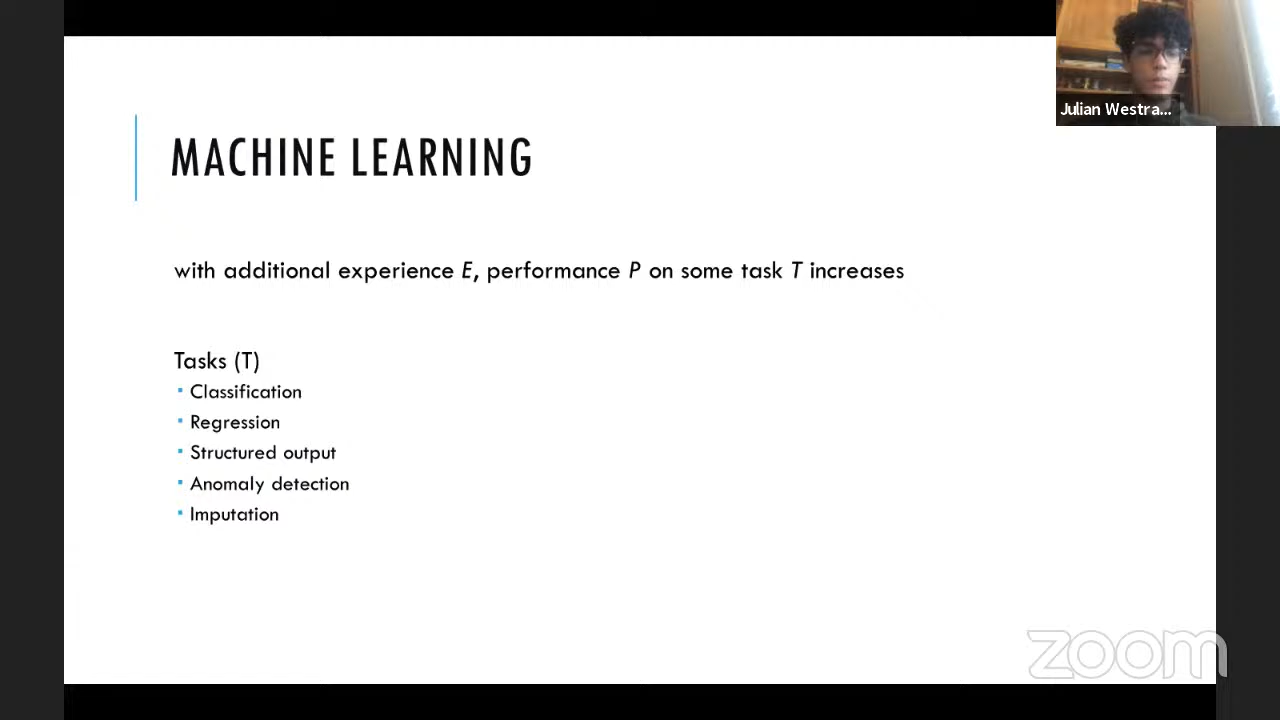 Julian Westra...
MACHINE LEARNING
with additional experience E, performance P on some task T increases
Tasks (T)
▪ Classification
▪ Regression
▪ Structured output
▪ Anomaly detection
▪ Imputation
zoom